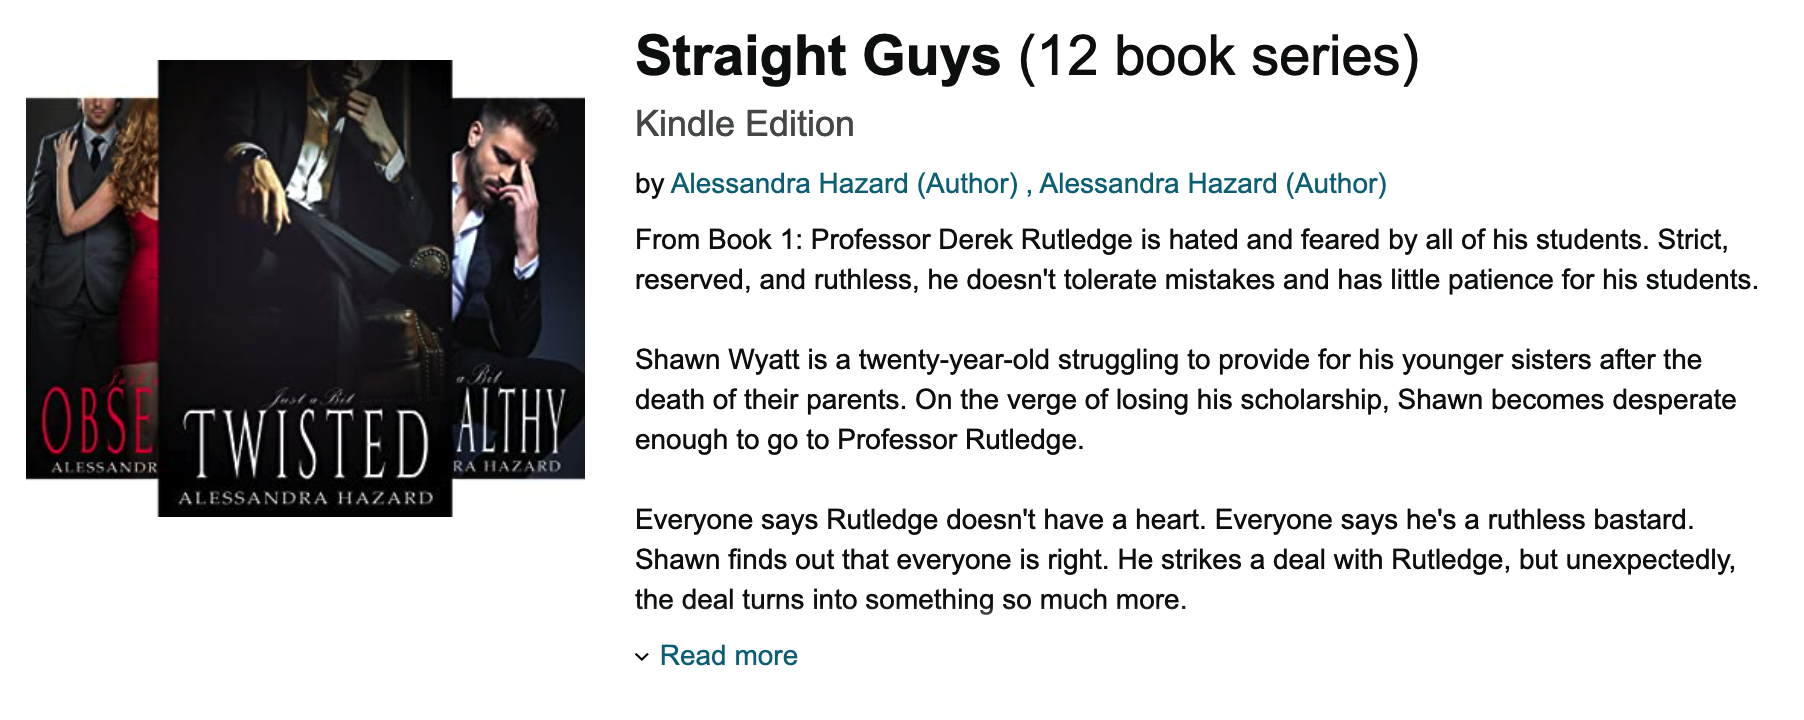 Straight Guys (12 book series)
Kindle Edition
by Alessandra Hazard (Author) , Alessandra Hazard (Author)
From Book 1: Professor Derek Rutledge is hated and feared by all of his students. Strict,
reserved, and ruthless, he doesn't tolerate mistakes and has little patience for his students.
Shawn Wyatt is a twenty-year-old struggling to provide for his younger sisters after the
death of their parents. On the verge of losing his scholarship, Shawn becomes desperate
enough to go to Professor Rutledge.
Everyone says Rutledge doesn't have a heart. Everyone says he's a ruthless bastard.
Shawn finds out that everyone is right. He strikes a deal with Rutledge, but unexpectedly,
the deal turns into something so much more.
Read more
OBSE
ALESSANDR
Just a Bit
TWISTED
ALESSANDRA HAZARD
a Bit
ALTHY
RA HAZARD